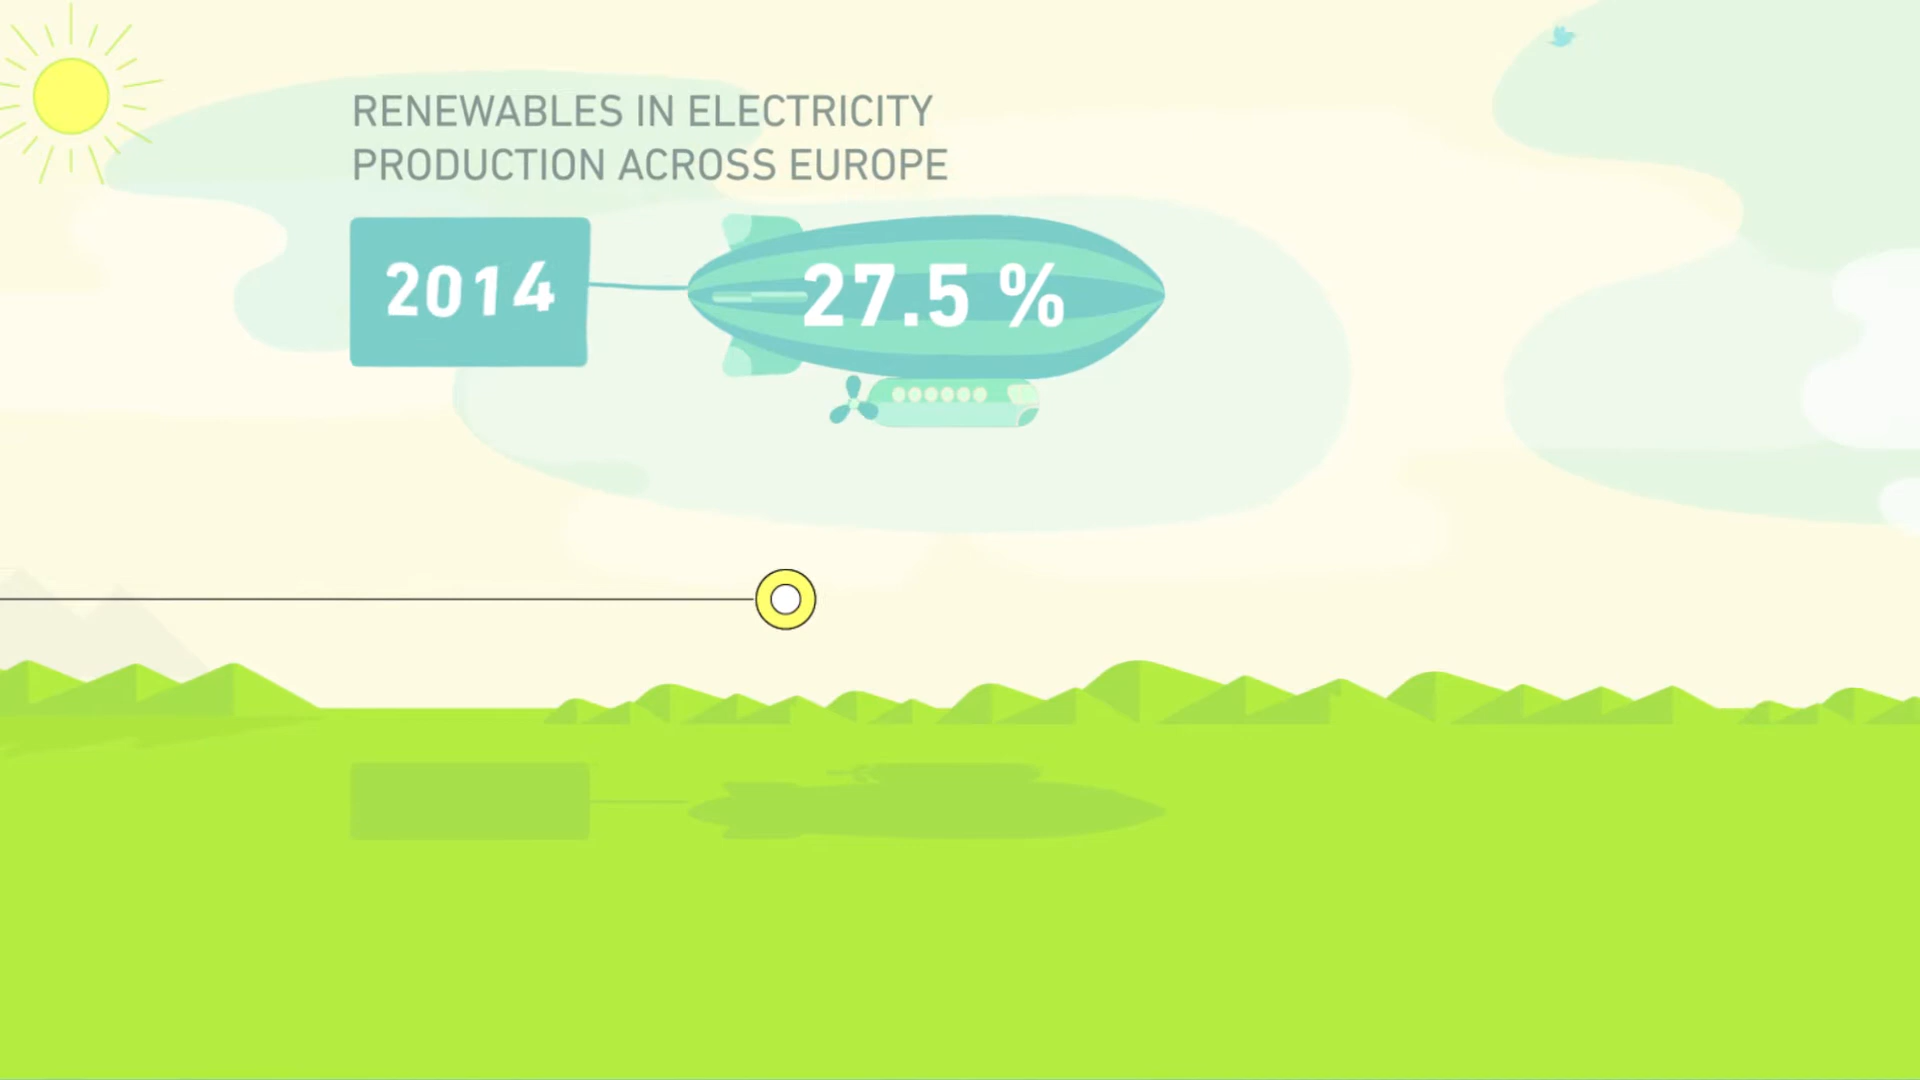 RENEWABLES IN ELECTRICITY
PRODUCTION ACROSS EUROPE
2014
27.5 %